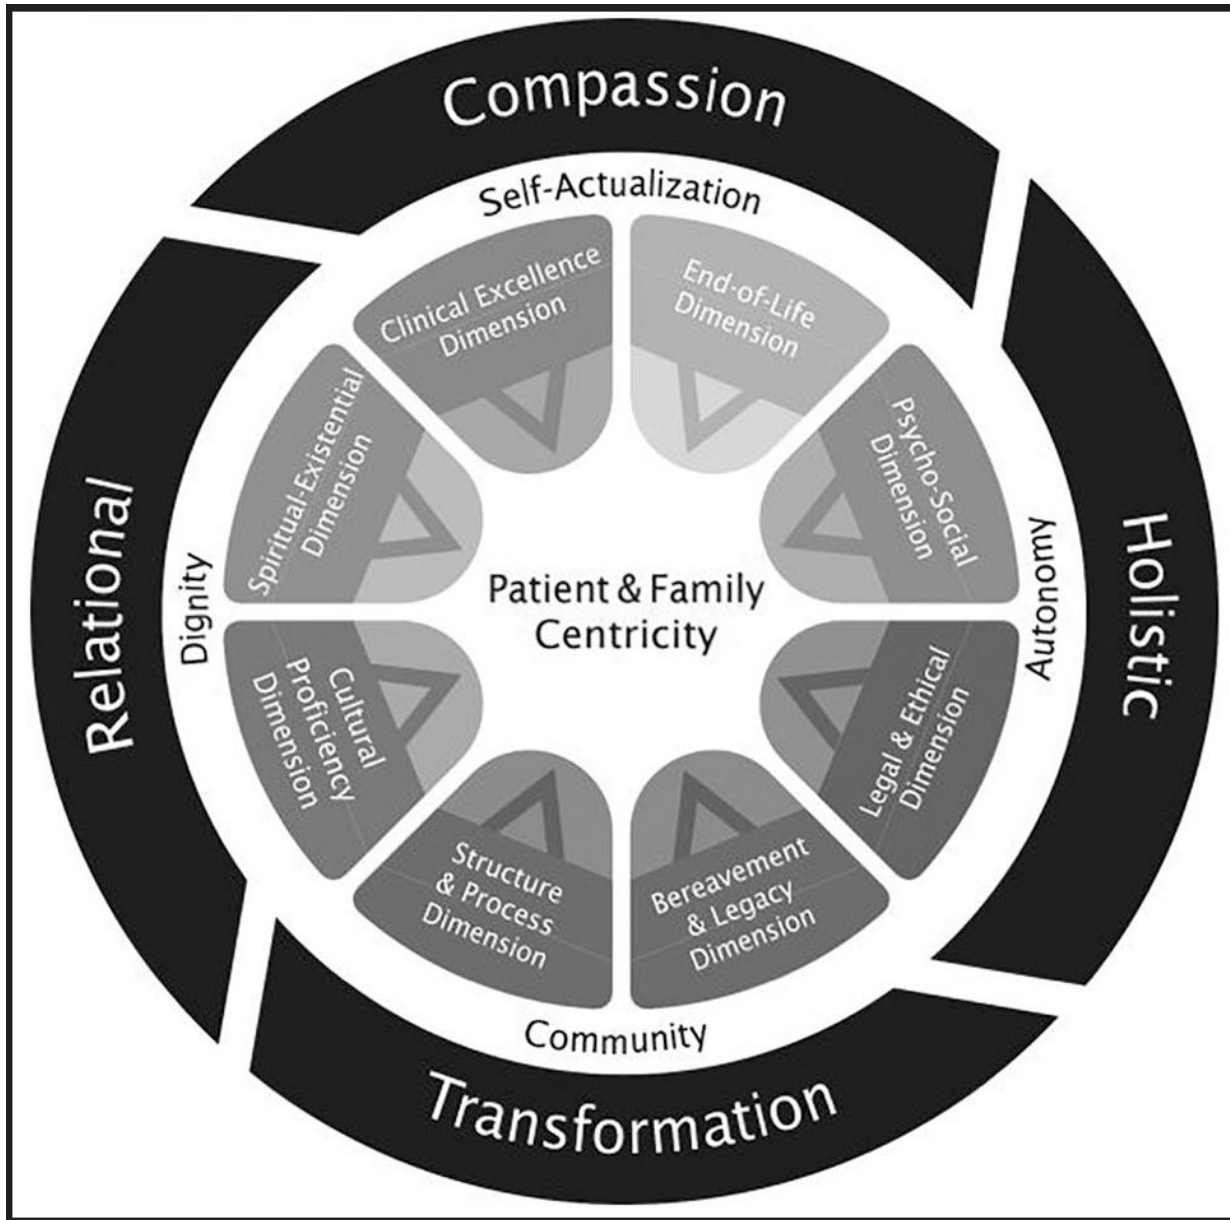 Compassion
Self-Actualization
Clinical Excellence
Dimension
End-of-Life
Dimension
Spiritual-Existential
Dimension
Psycho-Social
Dimension
Relational
Dignity
Patient & Family
Centricity
Autonomy
Holistic
Cultural
Proficiency
Dimension
Legal & Ethical
Dimension
Structure
& Process
Dimension
Bereavement
& Legacy
Dimension
Community
Transformation